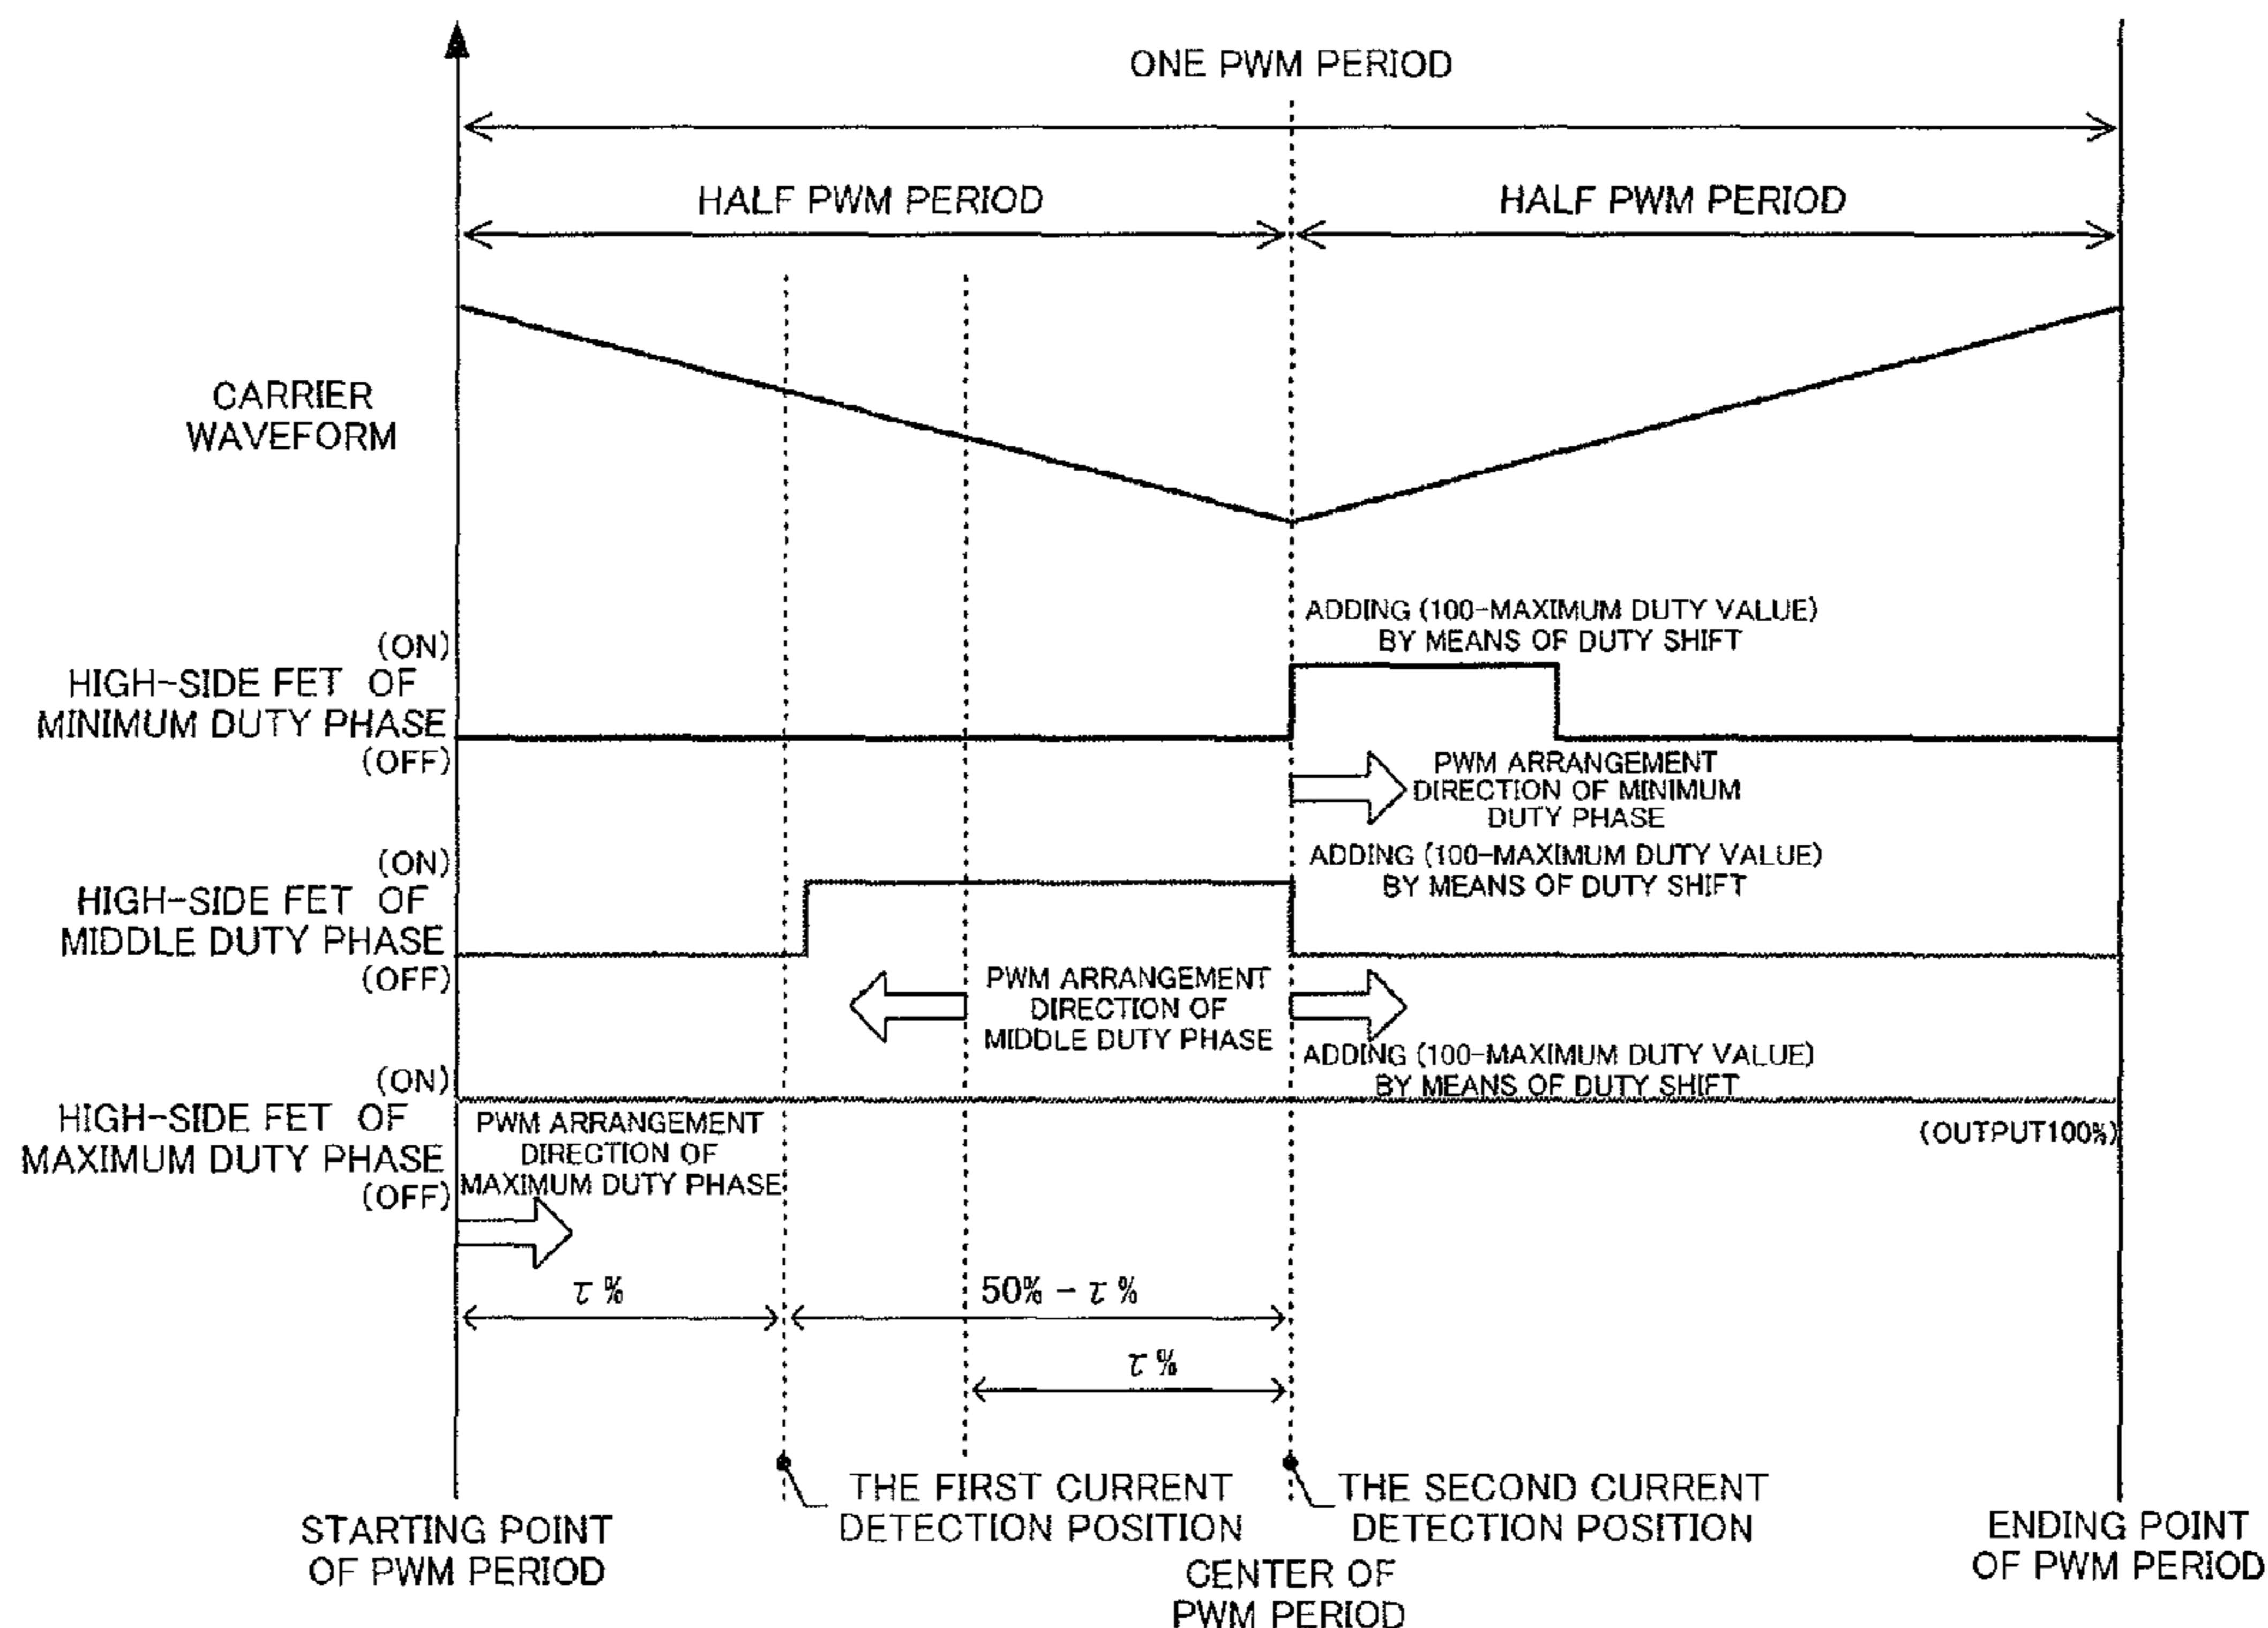 ONE PWM PERIOD
HALF PWM PERIOD
HALF PWM PERIOD
CARRIER
WAVEFORM
ADDING (100-MAXIMUM DUTY VALUE)
BY MEANS OF DUTY SHIFT
(ON)
HIGH-SIDE FET OF
MINIMUM DUTY PHASE
(OFF)
PWM ARRANGEMENT
DIRECTION OF MINIMUM
DUTY PHASE
ADDING (100-MAXIMUM DUTY VALUE)
BY MEANS OF DUTY SHIFT
(ON)
HIGH-SIDE FET OF
MIDDLE DUTY PHASE
(OFF)
PWM ARRANGEMENT
DIRECTION OF
MIDDLE DUTY PHASE
ADDING (100-MAXIMUM DUTY VALUE)
BY MEANS OF DUTY SHIFT
(ON)
HIGH-SIDE FET OF
MAXIMUM DUTY PHASE
(OFF)
PWM ARRANGEMENT
DIRECTION OF
MAXIMUM DUTY PHASE
(OUTPUT100%)
τ %
50% - τ %
τ %
THE FIRST CURRENT
DETECTION POSITION
THE SECOND CURRENT
DETECTION POSITION
STARTING POINT
OF PWM PERIOD
CENTER OF
PWM PERIOD
ENDING POINT
OF PWM PERIOD